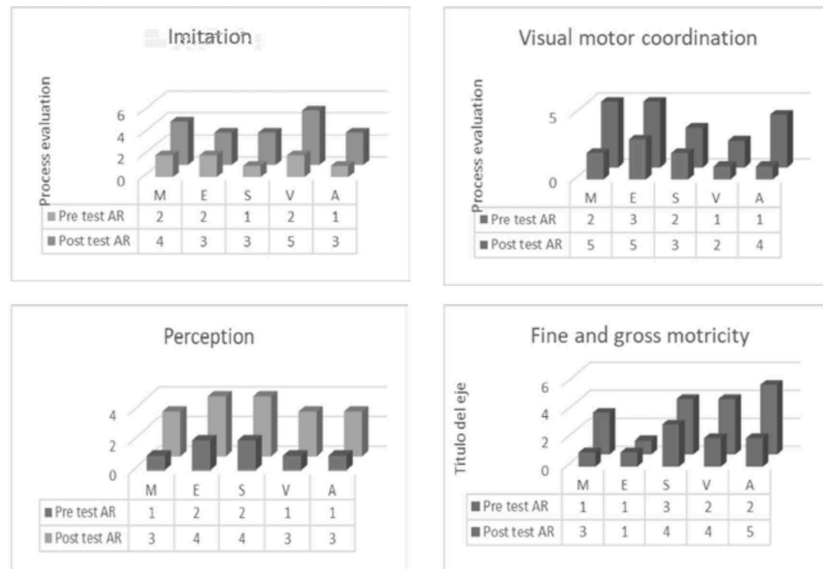 Imitation
Process evaluation
6
4
2
0
M E S V A
Pre test AR 2 2 1 2 1
Post test AR 4 3 3 5 3
Visual motor coordination
Process evaluation
5
0
M E S V A
Pre test AR 2 3 2 1 1
Post test AR 5 5 3 2 4
Perception
4
2
0
M E S V A
Pre test AR 1 2 2 1 1
Post test AR 3 4 4 3 3
Fine and gross motricity
Titulo del eje
6
4
2
0
M E S V A
Pre test AR 1 1 3 2 2
Post test AR 3 1 4 4 5